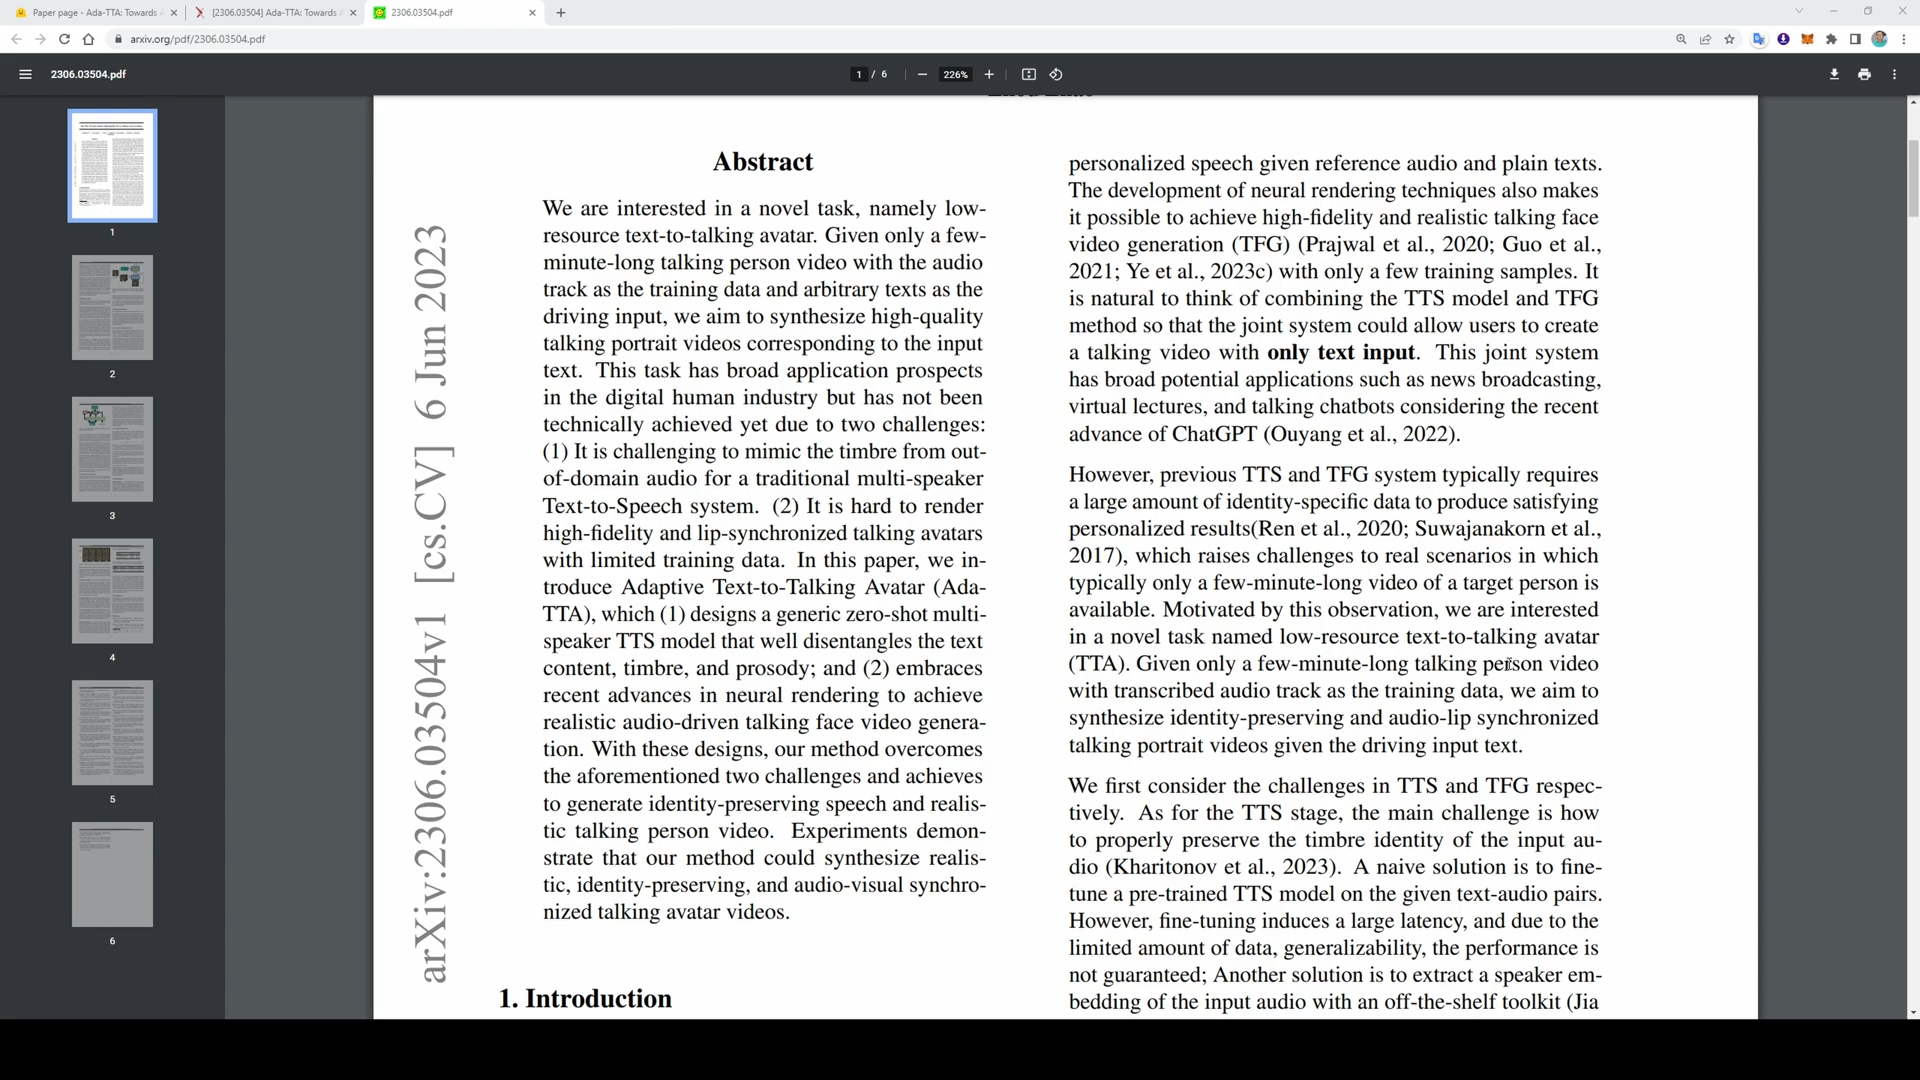 Paper page - Ada-TTA: Towards A
[2306.03504] Ada-TTA: Towards A
2306.03504.pdf
arxiv.org/pdf/2306.03504.pdf
2306.03504.pdf
1 / 6
226%
1
2
3
4
5
6
arXiv:2306.03504v1 [cs.CV] 6 Jun 2023
Abstract
We are interested in a novel task, namely low-
resource text-to-talking avatar. Given only a few-
minute-long talking person video with the audio
track as the training data and arbitrary texts as the
driving input, we aim to synthesize high-quality
talking portrait videos corresponding to the input
text. This task has broad application prospects
in the digital human industry but has not been
technically achieved yet due to two challenges:
(1) It is challenging to mimic the timbre from out-
of-domain audio for a traditional multi-speaker
Text-to-Speech system. (2) It is hard to render
high-fidelity and lip-synchronized talking avatars
with limited training data. In this paper, we in-
troduce Adaptive Text-to-Talking Avatar (Ada-
TTA), which (1) designs a generic zero-shot multi-
speaker TTS model that well disentangles the text
content, timbre, and prosody; and (2) embraces
recent advances in neural rendering to achieve
realistic audio-driven talking face video genera-
tion. With these designs, our method overcomes
the aforementioned two challenges and achieves
to generate identity-preserving speech and realis-
tic talking person video. Experiments demon-
strate that our method could synthesize realis-
tic, identity-preserving, and audio-visual synchro-
nized talking avatar videos.
1. Introduction
personalized speech given reference audio and plain texts.
The development of neural rendering techniques also makes
it possible to achieve high-fidelity and realistic talking face
video generation (TFG) (Prajwal et al., 2020; Guo et al.,
2021; Ye et al., 2023c) with only a few training samples. It
is natural to think of combining the TTS model and TFG
method so that the joint system could allow users to create
a talking video with only text input. This joint system
has broad potential applications such as news broadcasting,
virtual lectures, and talking chatbots considering the recent
advance of ChatGPT (Ouyang et al., 2022).
However, previous TTS and TFG system typically requires
a large amount of identity-specific data to produce satisfying
personalized results(Ren et al., 2020; Suwajanakorn et al.,
2017), which raises challenges to real scenarios in which
typically only a few-minute-long video of a target person is
available. Motivated by this observation, we are interested
in a novel task named low-resource text-to-talking avatar
(TTA). Given only a few-minute-long talking person video
with transcribed audio track as the training data, we aim to
synthesize identity-preserving and audio-lip synchronized
talking portrait videos given the driving input text.
We first consider the challenges in TTS and TFG respec-
tively. As for the TTS stage, the main challenge is how
to properly preserve the timbre identity of the input au-
dio (Kharitonov et al., 2023). A naive solution is to fine-
tune a pre-trained TTS model on the given text-audio pairs.
However, fine-tuning induces a large latency, and due to the
limited amount of data, generalizability, the performance is
not guaranteed; Another solution is to extract a speaker em-
bedding of the input audio with an off-the-shelf toolkit (Jia